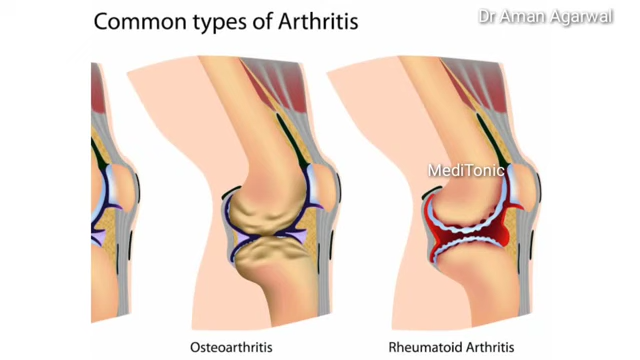 Dr Aman Agarwal
Common types of Arthritis
MediTonic
Osteoarthritis
Rheumatoid Arthritis